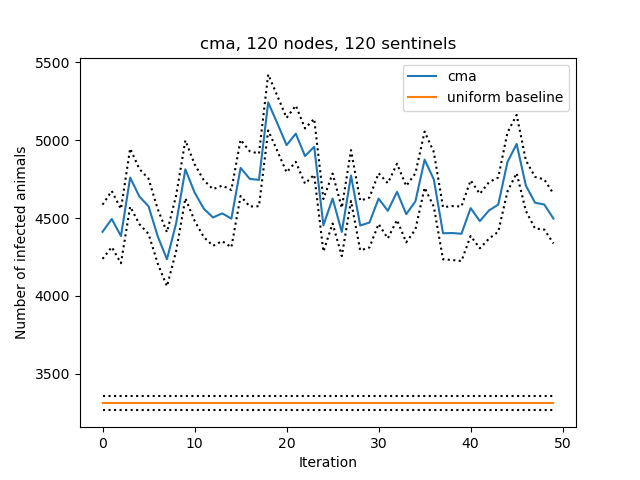 cma, 120 nodes, 120 sentinels
5500
5000
4500
4000
3500
Number of infected animals
cma
uniform baseline
0
10
20
30
40
50
Iteration